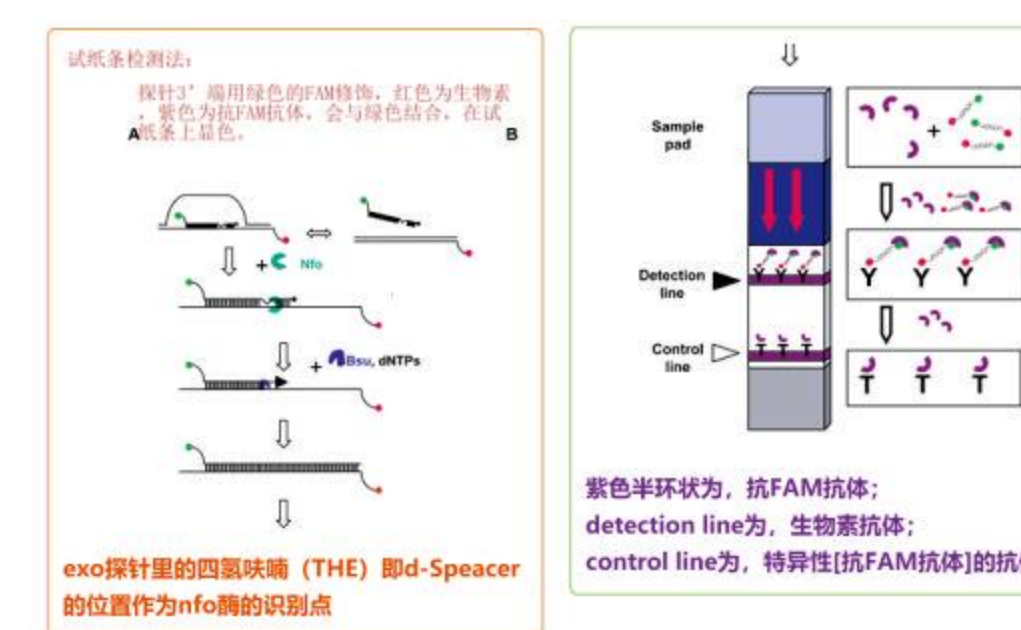 试纸条检测法:
探针3'端用绿色的FAM修饰，红色为生物素
，紫色为抗FAM抗体，会与绿色结合，在试
A纸条上显色。 B
+ Nfo
+ Bsu, dNTPs
exo探针里的四氢呋喃（THE）即d-Speacer
的位置作为nfo酶的识别点
Sample
pad
Detection
line
Control
line
+
Y Y Y
Y Y Y
T T T
T T T
紫色半环状为，抗FAM抗体；
detection line为，生物素抗体；
control line为，特异性[抗FAM抗体]的抗